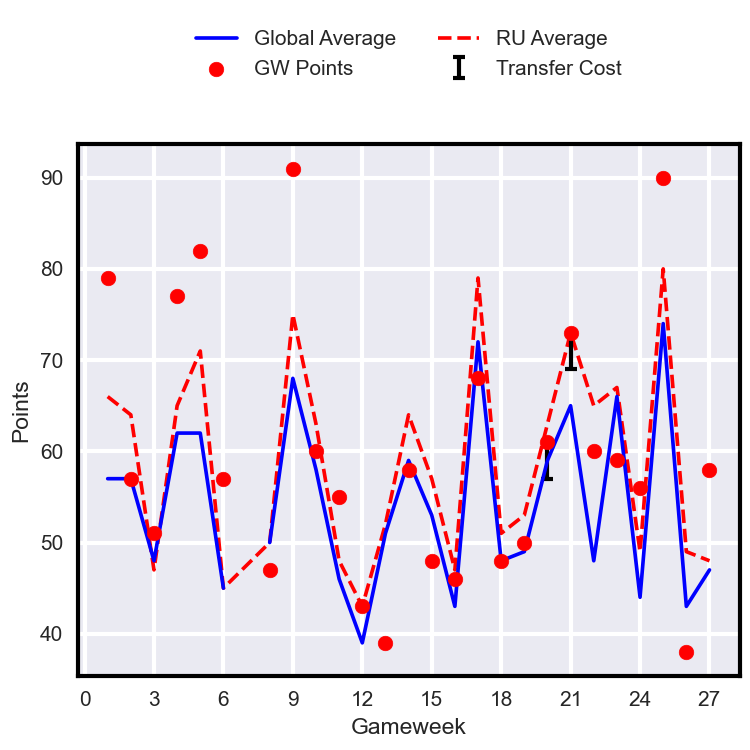 Global Average
RU Average
GW Points
Transfer Cost
90
80
70
60
50
40
Points
0 3 6 9 12 15 18 21 24 27
Gameweek